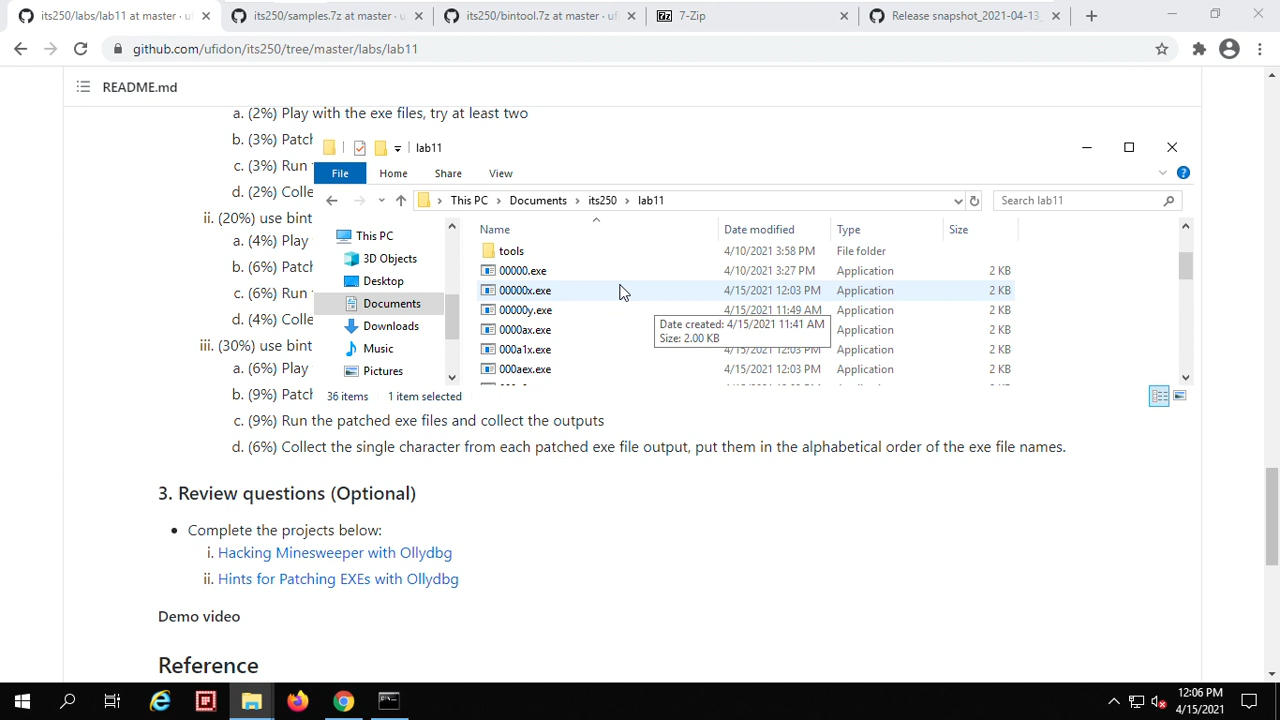 its250/labs/lab11 at master · u
its250/samples.7z at master · u
its250/bintool.7z at master · uf
7-Zip
Release snapshot_2021-04-13_
github.com/ufidon/its250/tree/master/labs/lab11
README.md
a. (2%) Play with the exe files, try at least two
b. (3%) Patch
c. (3%) Run
d. (2%) Colle
ii. (20%) use bint
a. (4%) Play
b. (6%) Patch
c. (6%) Run
d. (4%) Colle
iii. (30%) use bint
a. (6%) Play
b. (9%) Patch
lab11
File
Home
Share
View
This PC
Documents
its250
lab11
Search lab11
This PC
3D Objects
Desktop
Documents
Downloads
Music
Pictures
Name
Date modified
Type
Size
tools
4/10/2021 3:58 PM
File folder
00000.exe
4/10/2021 3:27 PM
Application
2 KB
00000x.exe
4/15/2021 12:03 PM
Application
2 KB
00000y.exe
4/15/2021 11:49 AM
Application
2 KB
0000ax.exe
Application
2 KB
000a1x.exe
4/15/2021 12:03 PM
Application
2 KB
000aex.exe
4/15/2021 12:03 PM
Application
2 KB
Date created: 4/15/2021 11:41 AM
Size: 2.00 KB
36 items
1 item selected
c. (9%) Run the patched exe files and collect the outputs
d. (6%) Collect the single character from each patched exe file output, put them in the alphabetical order of the exe file names.
3. Review questions (Optional)
• Complete the projects below:
i. Hacking Minesweeper with Ollydbg
ii. Hints for Patching EXEs with Ollydbg
Demo video
Reference
12:06 PM
4/15/2021